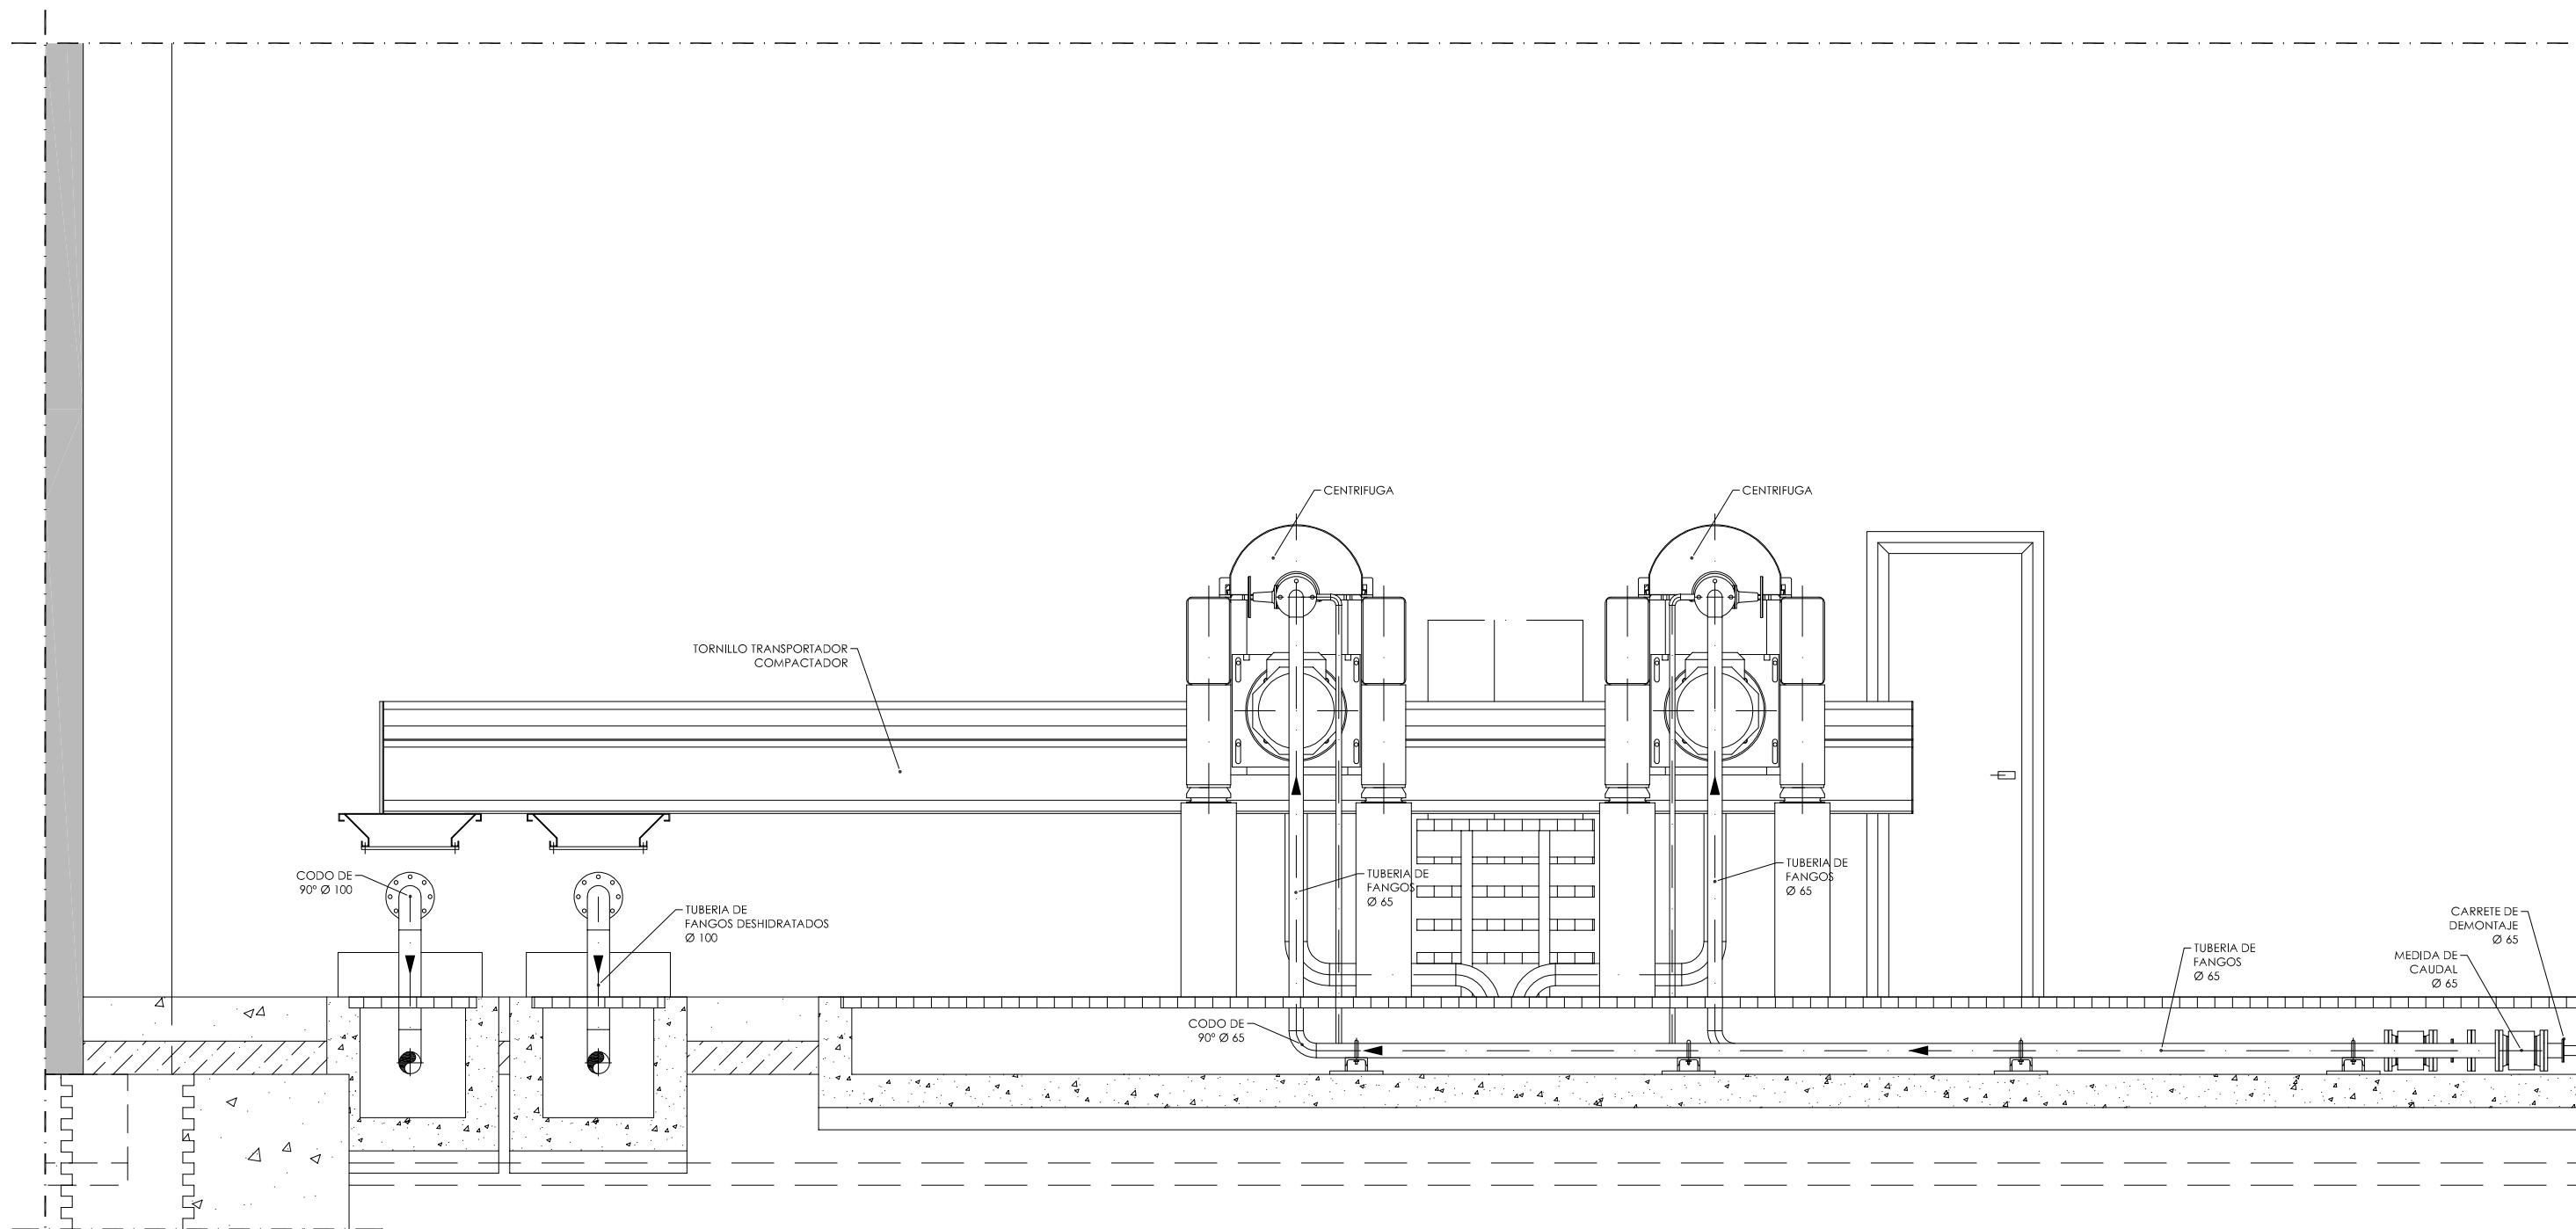 CENTRIFUGA
CENTRIFUGA
TORNILLO TRANSPORTADOR
COMPACTADOR
CODO DE
90º Ø 100
TUBERIA DE
FANGOS DESHIDRATADOS
Ø 100
TUBERIA DE
FANGOS
Ø 65
TUBERIA DE
FANGOS
Ø 65
CODO DE
90º Ø 65
TUBERIA DE
FANGOS
Ø 65
CARRETE DE
DEMONTAJE
Ø 65
MEDIDA DE
CAUDAL
Ø 65